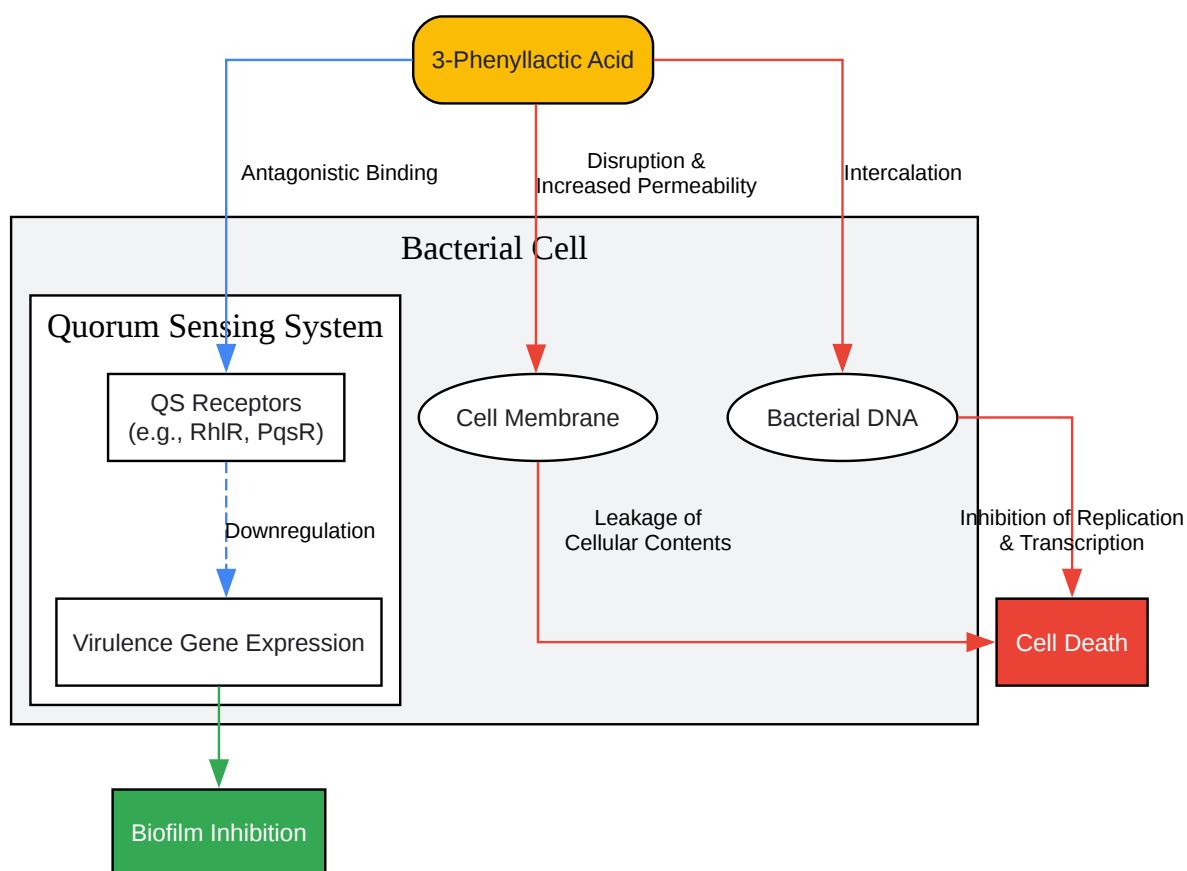 3-Phenyllactic Acid
Antagonistic Binding
Disruption &
Increased Permeability
Intercalation
Bacterial Cell
Quorum Sensing System
QS Receptors
(e.g., RhlR, PqsR)
Cell Membrane
Bacterial DNA
Downregulation
Leakage of
Cellular Contents
Inhibition of Replication
& Transcription
Virulence Gene Expression
Cell Death
Biofilm Inhibition